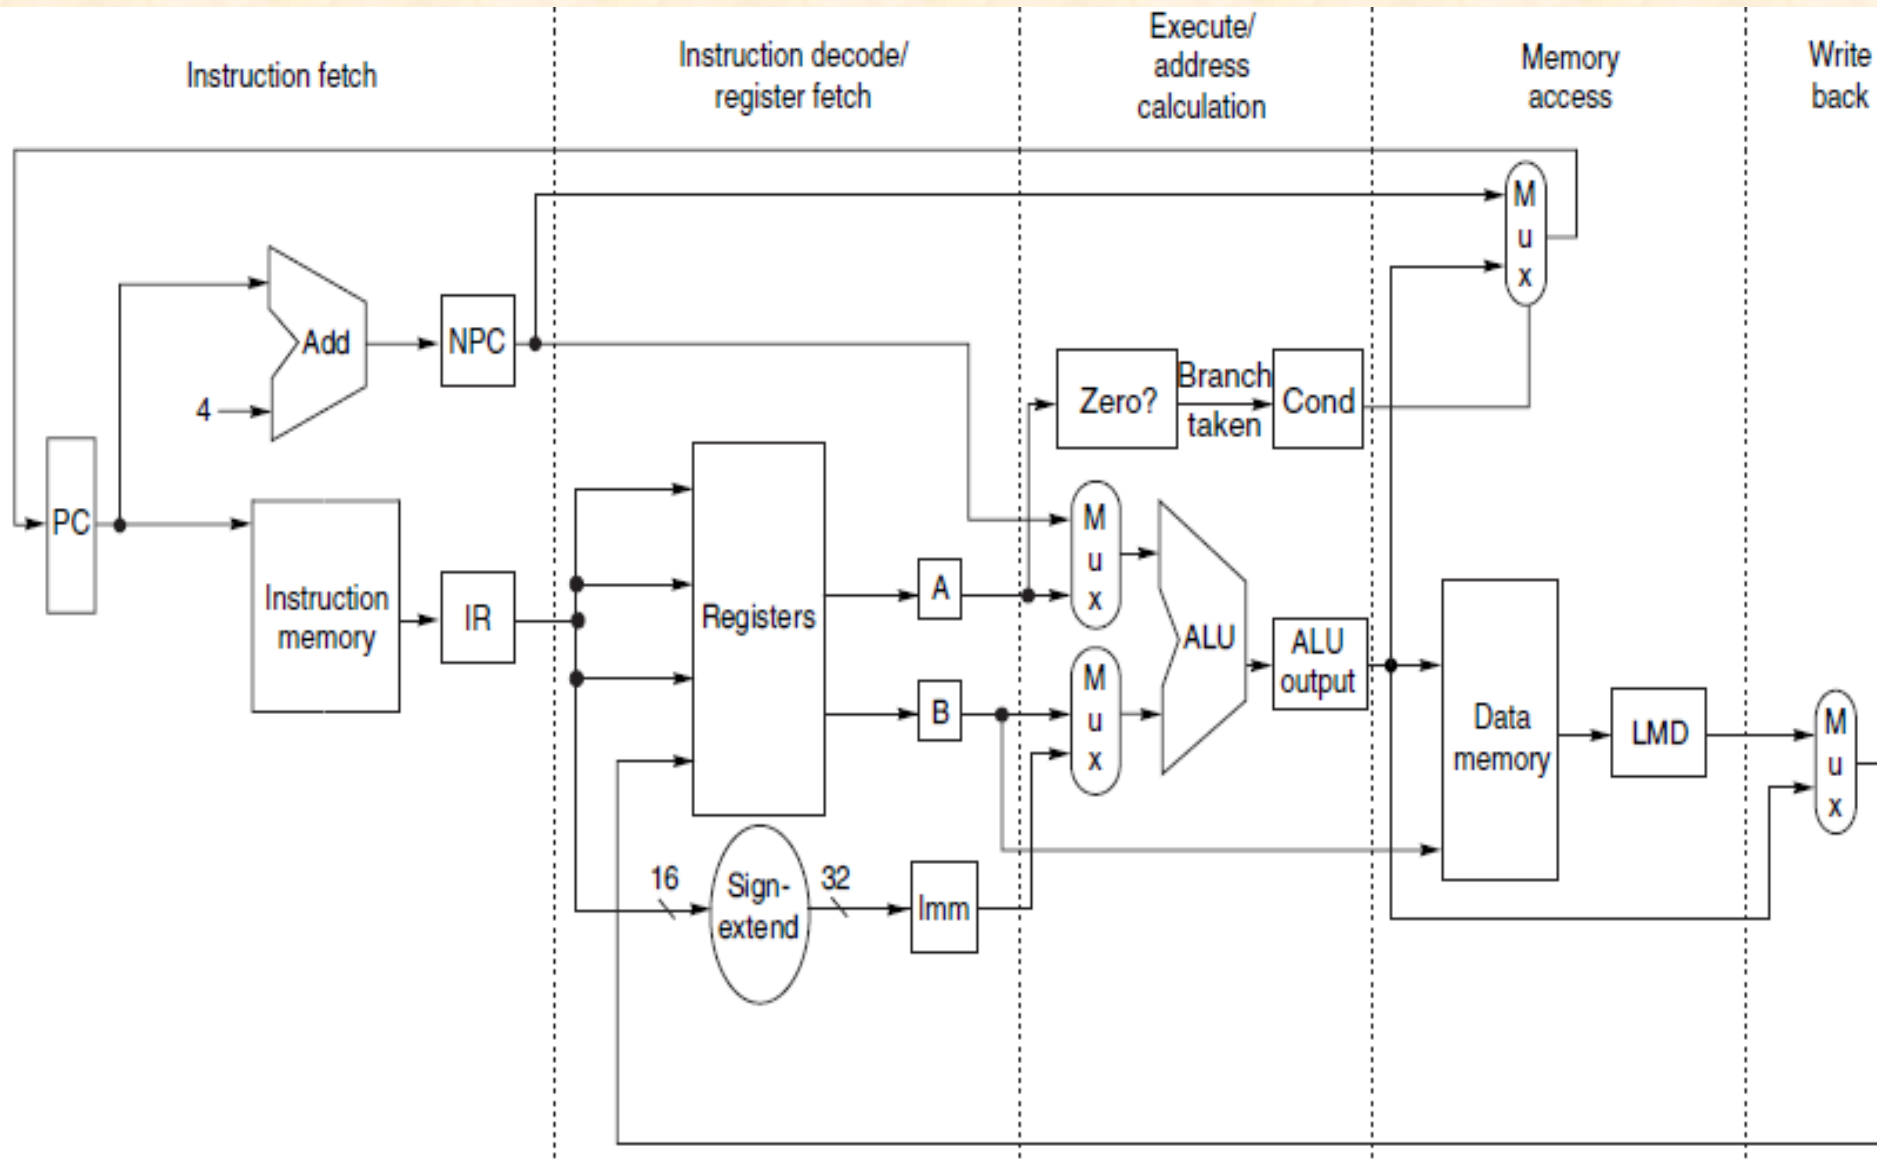 Instruction fetch
Instruction decode/
register fetch
Execute/
address
calculation
Memory
access
Write
back
M
u
x
Add
NPC
4
Zero?
Branch
taken
Cond
PC
Instruction
memory
IR
Registers
A
B
M
u
x
M
u
x
ALU
ALU
output
Data
memory
LMD
M
u
x
16
Sign-
extend
32
Imm